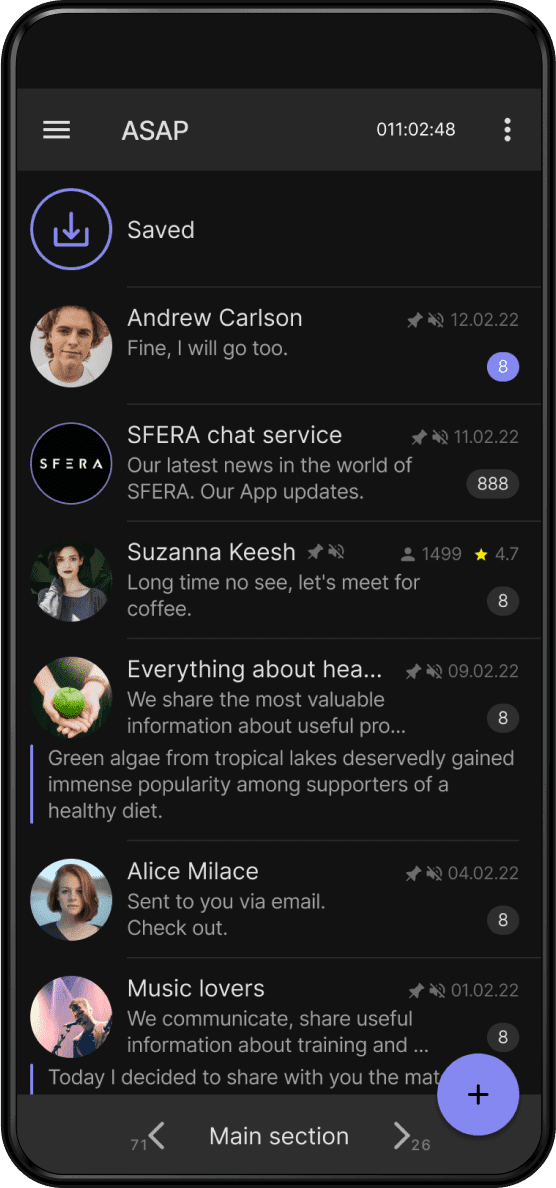 ASAP 011:02:48
Saved
Andrew Carlson 12.02.22
Fine, I will go too.
8
SFERA chat service 11.02.22
Our latest news in the world of
SFERA
SFERA. Our App updates.
888
Suzanna Keesh 1499 4.7
Long time no see, let's meet for
coffee.
8
Everything about hea... 09.02.22
We share the most valuable
information about useful pro...
8
Green algae from tropical lakes deservedly gained
immense popularity among supporters of a
healthy diet.
Alice Milace 04.02.22
Sent to you via email.
Check out.
8
Music lovers 01.02.22
We communicate, share useful
information about training and ...
8
Today I decided to share with you the mat
+
71 Main section 26